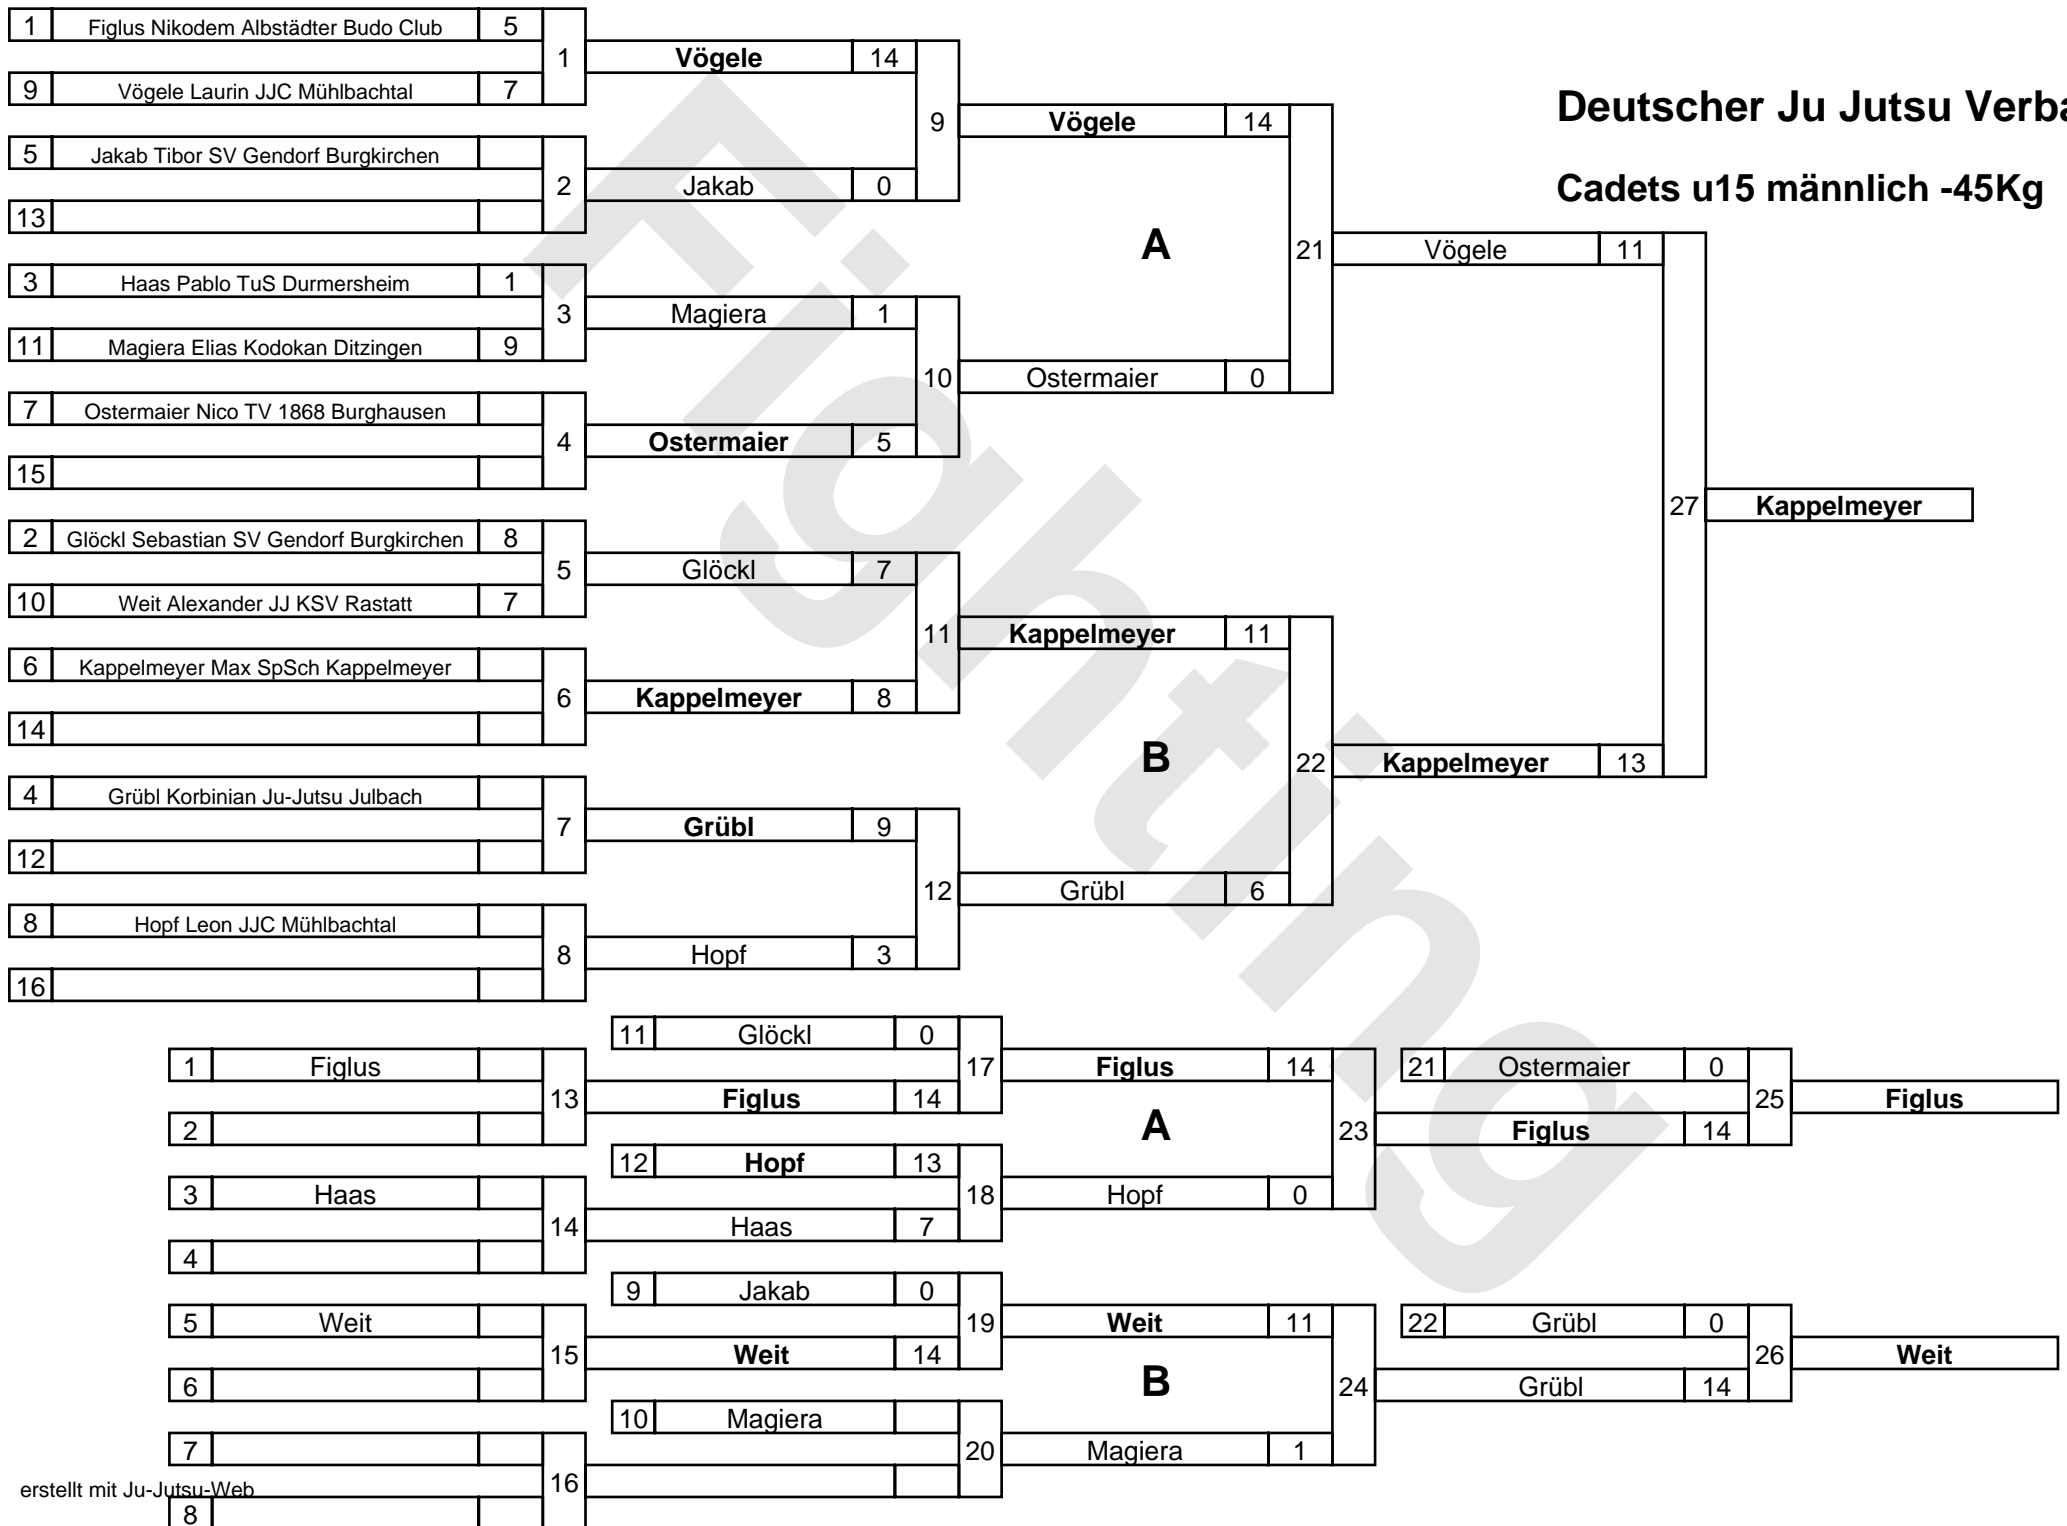 1 Figlus Nikodem Albstädter Budo Club 5
1 Vögele 14
9 Vögele Laurin JJC Mühlbachtal 7
Deutscher Ju Jutsu Verba
9 Vögele 14
5 Jakab Tibor SV Gendorf Burgkirchen
2 Jakab 0
Cadets u15 männlich -45Kg
13
A
21 Vögele 11
3 Haas Pablo TuS Durmersheim 1
3 Magiera 1
11 Magiera Elias Kodokan Ditzingen 9
10 Ostermaier 0
7 Ostermaier Nico TV 1868 Burghausen
4 Ostermaier 5
15
27 Kappelmeyer
2 Glöckl Sebastian SV Gendorf Burgkirchen 8
5 Glöckl 7
10 Weit Alexander JJ KSV Rastatt 7
11 Kappelmeyer 11
6 Kappelmeyer Max SpSch Kappelmeyer
6 Kappelmeyer 8
14
B
22 Kappelmeyer 13
4 Grübl Korbinian Ju-Jutsu Julbach
7 Grübl 9
12
12 Grübl 6
8 Hopf Leon JJC Mühlbachtal
8 Hopf 3
16
11 Glöckl 0
1 Figlus
17 Figlus 14
21 Ostermaier 0
13 Figlus 14
25 Figlus
2
A
23 Figlus 14
12 Hopf 13
3 Haas
18 Hopf 0
14 Haas 7
4
9 Jakab 0
5 Weit
19 Weit 11
22 Grübl 0
15 Weit 14
26 Weit
6
B
24 Grübl 14
10 Magiera
7
20 Magiera 1
16
erstellt mit Ju-Jutsu-Web
8
Fighting